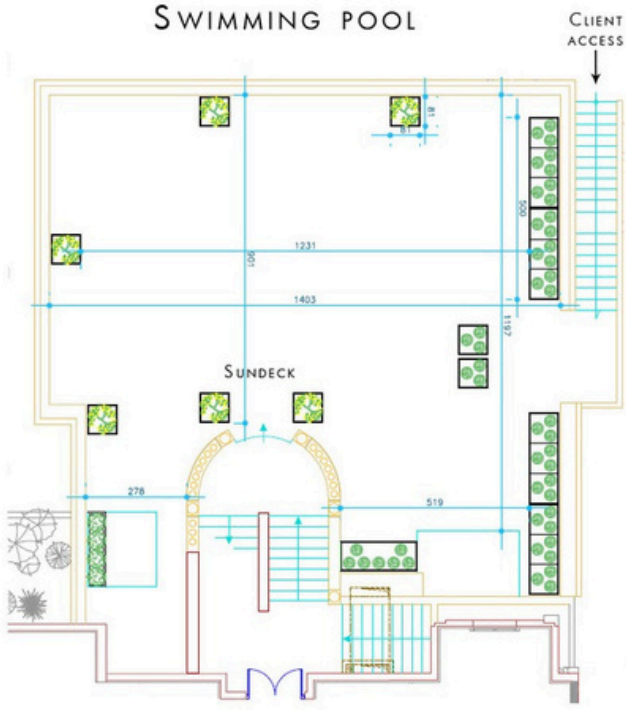 SWIMMING POOL
CLIENT
ACCESS
81
81
500
1231
901
1403
1197
SUNDECK
278
519